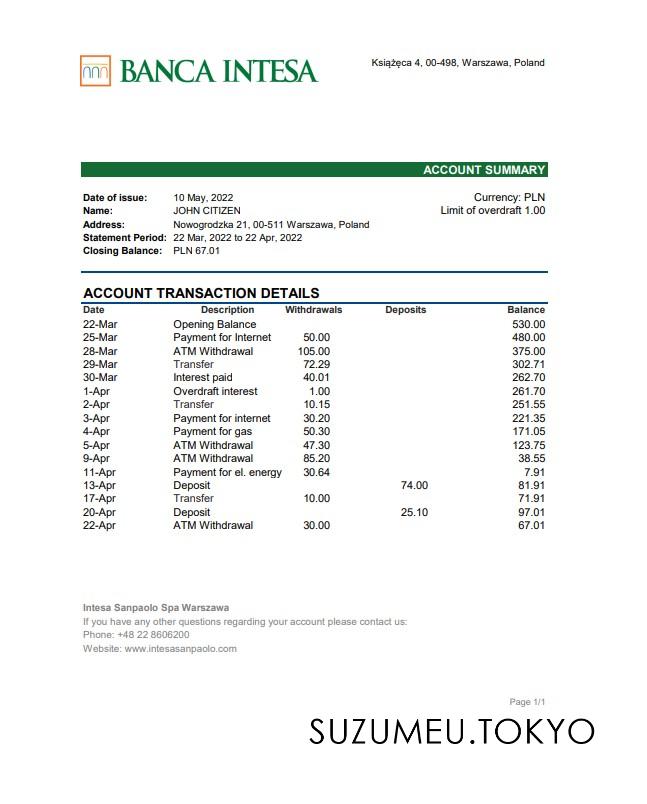 BANCA INTESA
Książęca 4, 00-498, Warszawa, Poland
ACCOUNT SUMMARY
Date of issue: 10 May, 2022 Currency: PLN
Name: JOHN CITIZEN Limit of overdraft 1.00
Address: Nowogrodzka 21, 00-511 Warszawa, Poland
Statement Period: 22 Mar, 2022 to 22 Apr, 2022
Closing Balance: PLN 67.01
ACCOUNT TRANSACTION DETAILS
Date Description Withdrawals Deposits Balance
22-Mar Opening Balance 530.00
25-Mar Payment for Internet 50.00 480.00
28-Mar ATM Withdrawal 105.00 375.00
29-Mar Transfer 72.29 302.71
30-Mar Interest paid 40.01 262.70
1-Apr Overdraft interest 1.00 261.70
2-Apr Transfer 10.15 251.55
3-Apr Payment for internet 30.20 221.35
4-Apr Payment for gas 50.30 171.05
5-Apr ATM Withdrawal 47.30 123.75
9-Apr ATM Withdrawal 85.20 38.55
11-Apr Payment for el. energy 30.64 7.91
13-Apr Deposit 74.00 81.91
17-Apr Transfer 10.00 71.91
20-Apr Deposit 25.10 97.01
22-Apr ATM Withdrawal 30.00 67.01
Intesa Sanpaolo Spa Warszawa
If you have any other questions regarding your account please contact us:
Phone: +48 22 8606200
Website: www.intesasanpaolo.com
Page 1/1
SUZUMEU.TOKYO